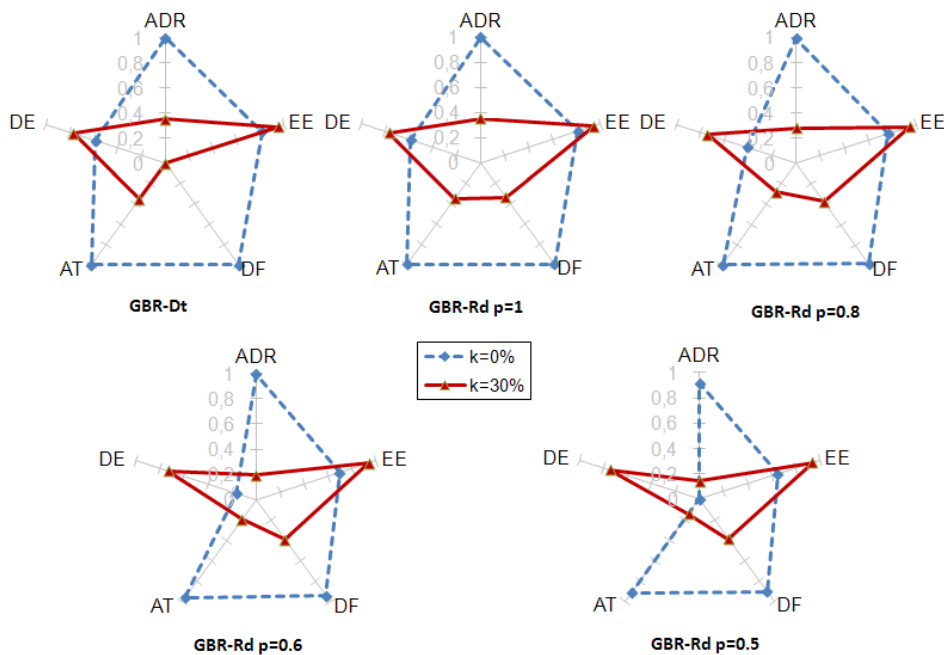 ADR
1
0,8
0,6
0,4
0,2
0
DE
EE
AT
DF
GBR-Dt
ADR
1
0,8
0,6
0,4
0,2
0
DE
EE
AT
DF
GBR-Rd p=1
ADR
1
0,8
0,6
0,4
0,2
0
DE
EE
AT
DF
GBR-Rd p=0.8
k=0%
k=30%
ADR
1
0,8
0,6
0,4
0,2
0
DE
EE
AT
DF
GBR-Rd p=0.6
ADR
1
0,8
0,6
0,4
0,2
0
DE
EE
AT
DF
GBR-Rd p=0.5